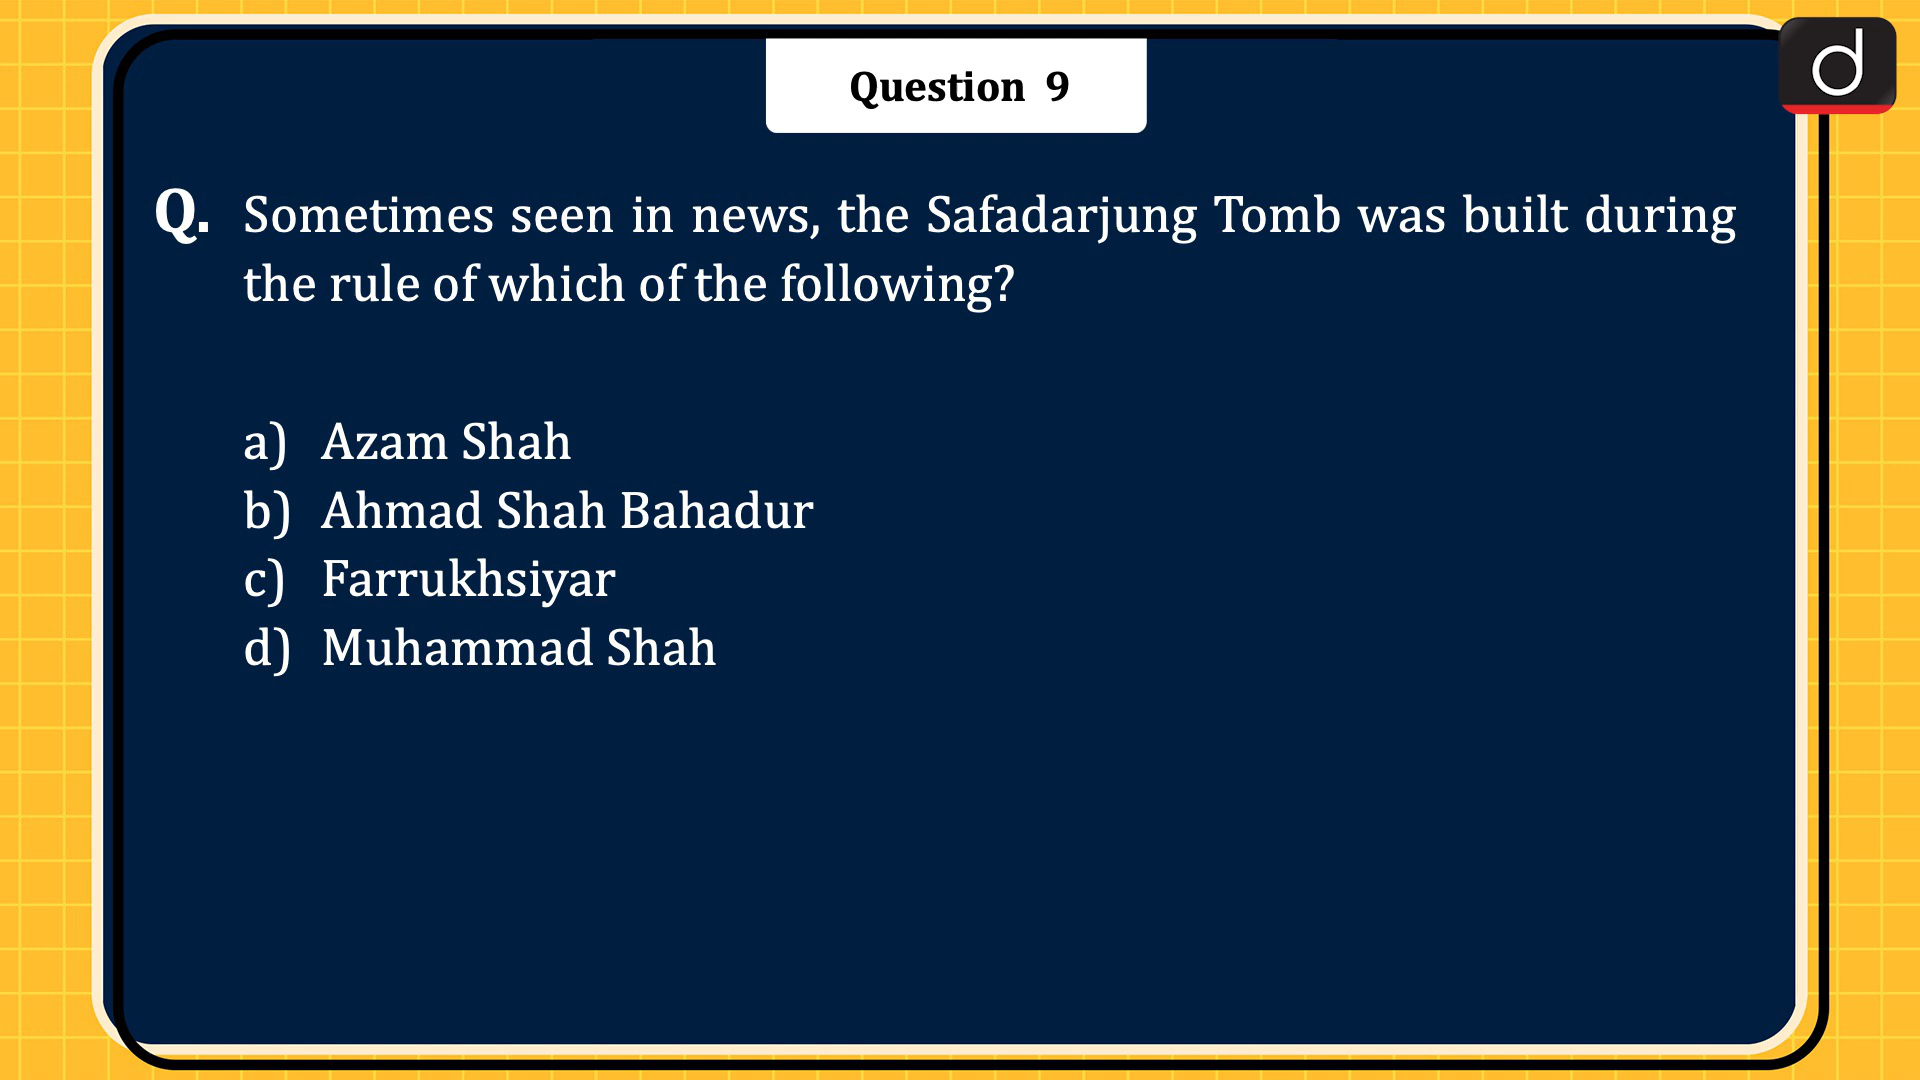 Question 9
d
Q. Sometimes seen in news, the Safadarjung Tomb was built during
the rule of which of the following?
a) Azam Shah
b) Ahmad Shah Bahadur
c) Farrukhsiyar
d) Muhammad Shah